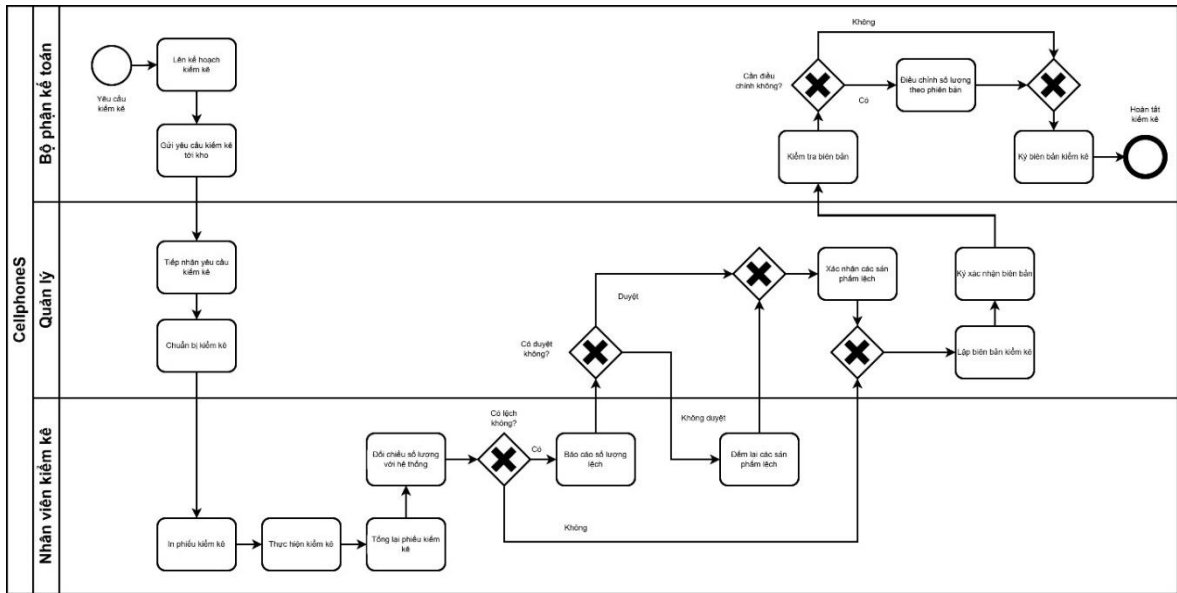 CellphoneS
Bộ phận kế toán
Yêu cầu
kiểm kê
Lên kế hoạch
kiểm kê
Gửi yêu cầu kiểm kê
tới kho
Cần điều
chỉnh không?
Không
Có
Điều chỉnh số lượng
theo phiên bản
Kiểm tra biên bản
Ký biên bản kiểm kê
Hoàn tất
kiểm kê
Quản lý
Tiếp nhận yêu cầu
kiểm kê
Chuẩn bị kiểm kê
Có duyệt
không?
Duyệt
Không duyệt
Xác nhận các sản
phẩm lệch
Ký xác nhận biên bản
Lập biên bản kiểm kê
Nhân viên kiểm kê
In phiếu kiểm kê
Thực hiện kiểm kê
Tổng lại phiếu kiểm
kê
Đối chiếu số lượng
với hệ thống
Có lệch
không?
Có
Không
Báo cáo số lượng
lệch
Đếm lại các sản
phẩm lệch